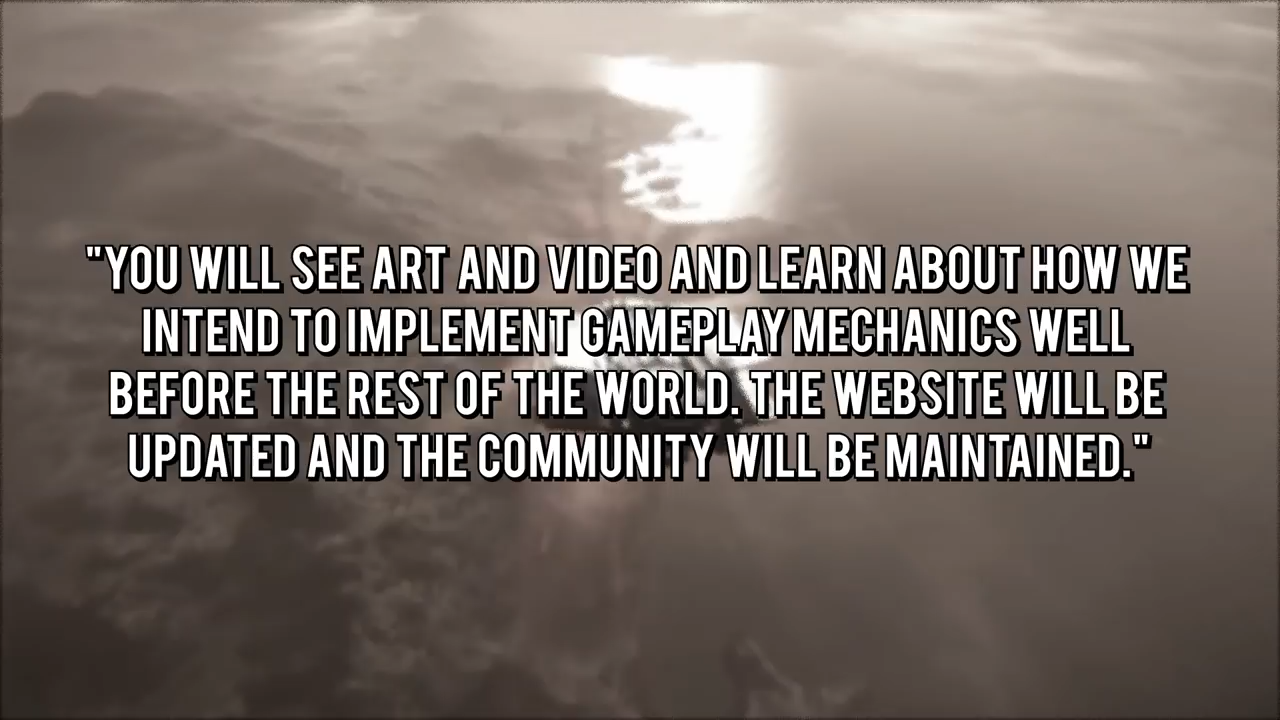 "YOU WILL SEE ART AND VIDEO AND LEARN ABOUT HOW WE
INTEND TO IMPLEMENT GAMEPLAY MECHANICS WELL
BEFORE THE REST OF THE WORLD. THE WEBSITE WILL BE
UPDATED AND THE COMMUNITY WILL BE MAINTAINED."